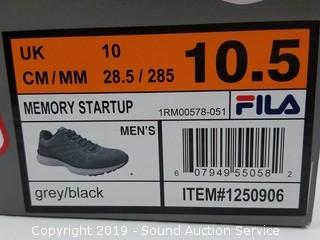 UK 10 10.5
CM/MM 28.5 / 285
MEMORY STARTUP 1RM00578-051 FILA
MEN'S
6 07949 55058 2
grey/black ITEM#1250906
Copyright 2019 - Sound Auction Service